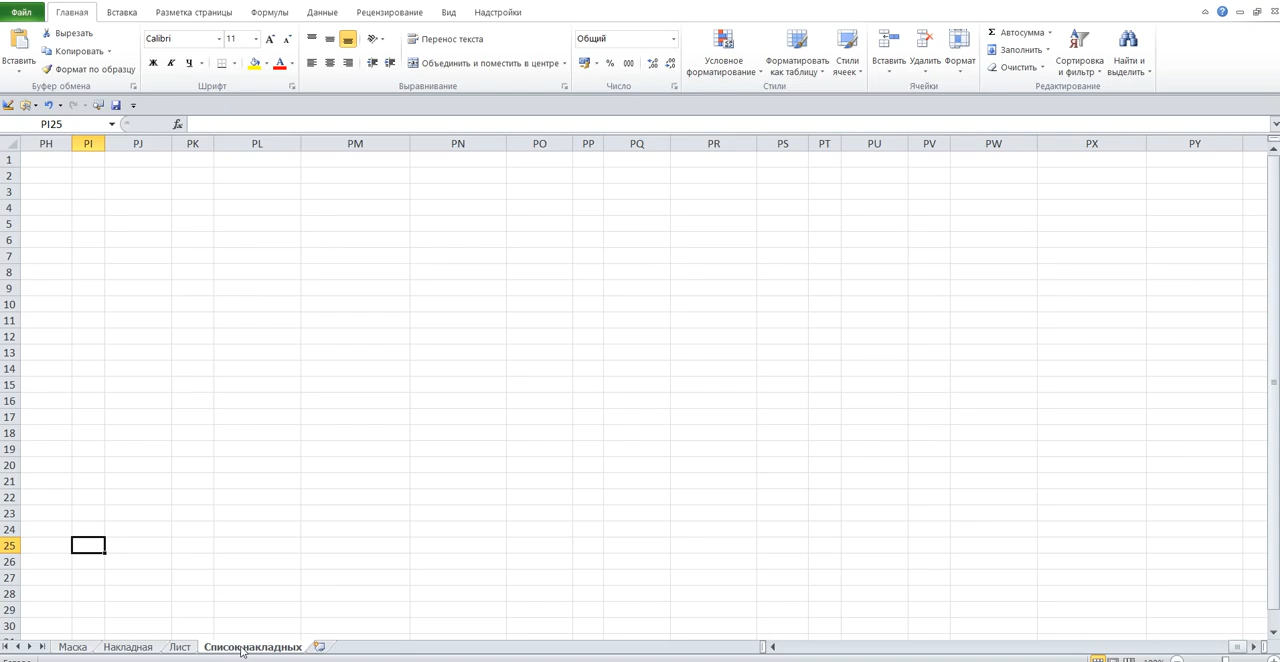 Файл Главная Вставка Разметка страницы Формулы Данные Рецензирование Вид Надстройки
Вставить
Вырезать
Копировать
Формат по образцу
Буфер обмена
Calibri 11
Ж К Ч
Шрифт
Перенос текста
Объединить и поместить в центре
Выравнивание
Общий
% 000
Число
Условное форматирование
Форматировать как таблицу
Стили ячеек
Стили
Вставить Удалить Формат
Ячейки
Σ Автосумма
Заполнить
Очистить
Сортировка и фильтр
Найти и выделить
Редактирование
PI25 fx
PH PI PJ PK PL PM PN PO PP PQ PR PS PT PU PV PW PX PY
1
2
3
4
5
6
7
8
9
10
11
12
13
14
15
16
17
18
19
20
21
22
23
24
25
26
27
28
29
30
Маска Накладная Лист Список накладных